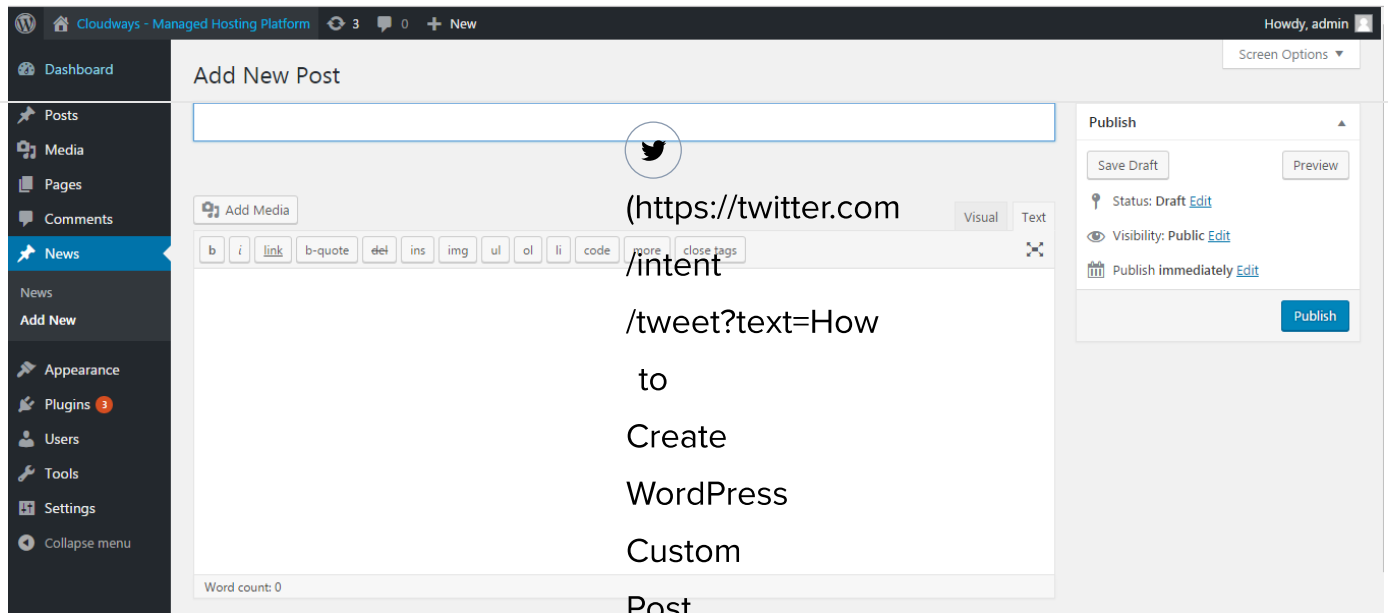 Cloudways - Managed Hosting Platform 3 0 New Howdy, admin
Screen Options
Dashboard
Posts
Media
Pages
Comments
News
News
Add New
Appearance
Plugins 3
Users
Tools
Settings
Collapse menu
Add New Post
Add Media
Visual Text
b i link b-quote del ins img ul ol li code more close tags
Word count: 0
(https://twitter.com
/intent
/tweet?text=How
to
Create
WordPress
Custom
Post
Publish
Save Draft Preview
Status: Draft Edit
Visibility: Public Edit
Publish immediately Edit
Publish